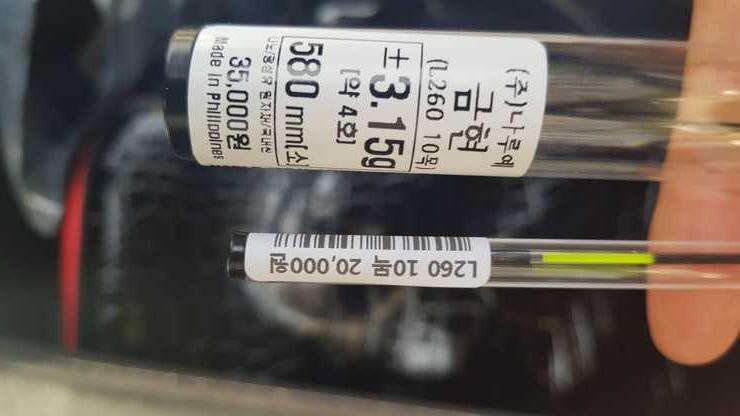 (주)나루예
금현
(L260 10목)
±3.15g
[약 4호]
580 mm(소)
35,000원
Made in Philippines
L260 10목 20,000원